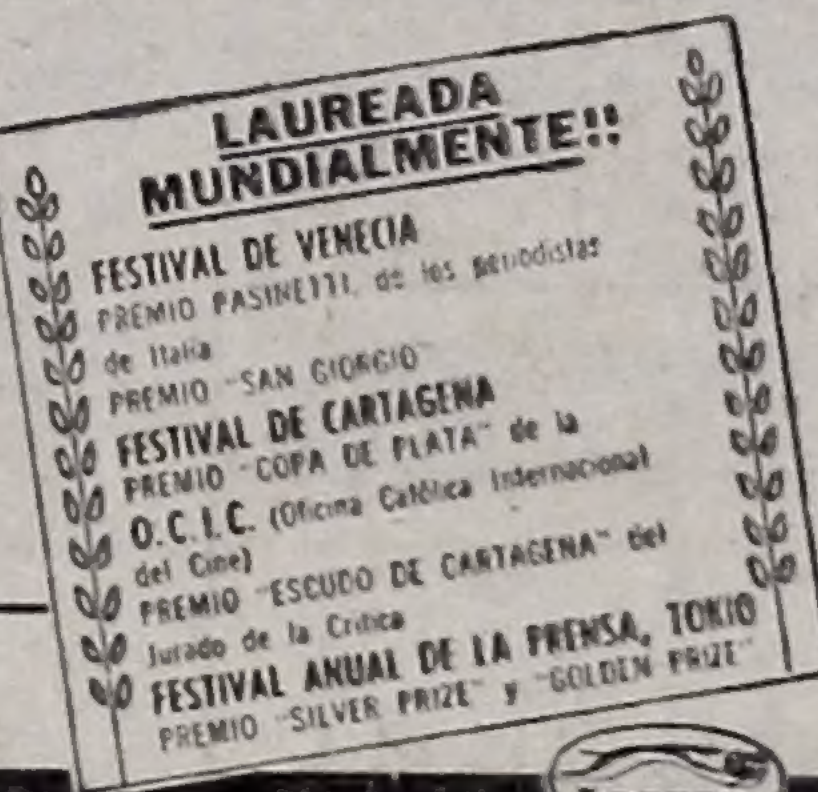 LAUREADA
MUNDIALMENTE!!
FESTIVAL DE VENECIA
PREMIO PASINETTI, de los periodistas
de Italia
PREMIO "SAN GIORGIO"
FESTIVAL DE CARTAGENA
PREMIO "COPA DE PLATA" de la
O.C.I.C. (Oficina Católica Internacional
del Cine)
PREMIO "ESCUDO DE CARTAGENA" del
Jurado de la Crítica
FESTIVAL ANUAL DE LA PRENSA, TOKIO
PREMIO "SILVER PRIZE" y "GOLDEN PRIZE"